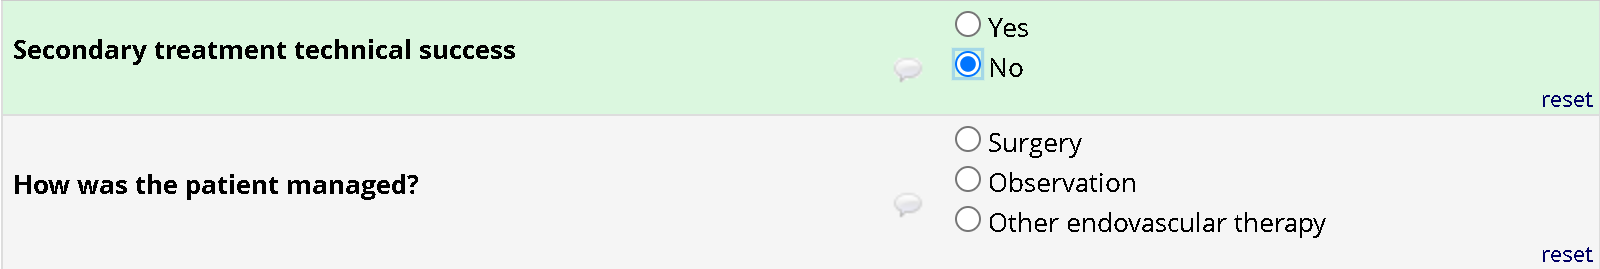 Secondary treatment technical success
Yes
No
reset
How was the patient managed?
Surgery
Observation
Other endovascular therapy
reset